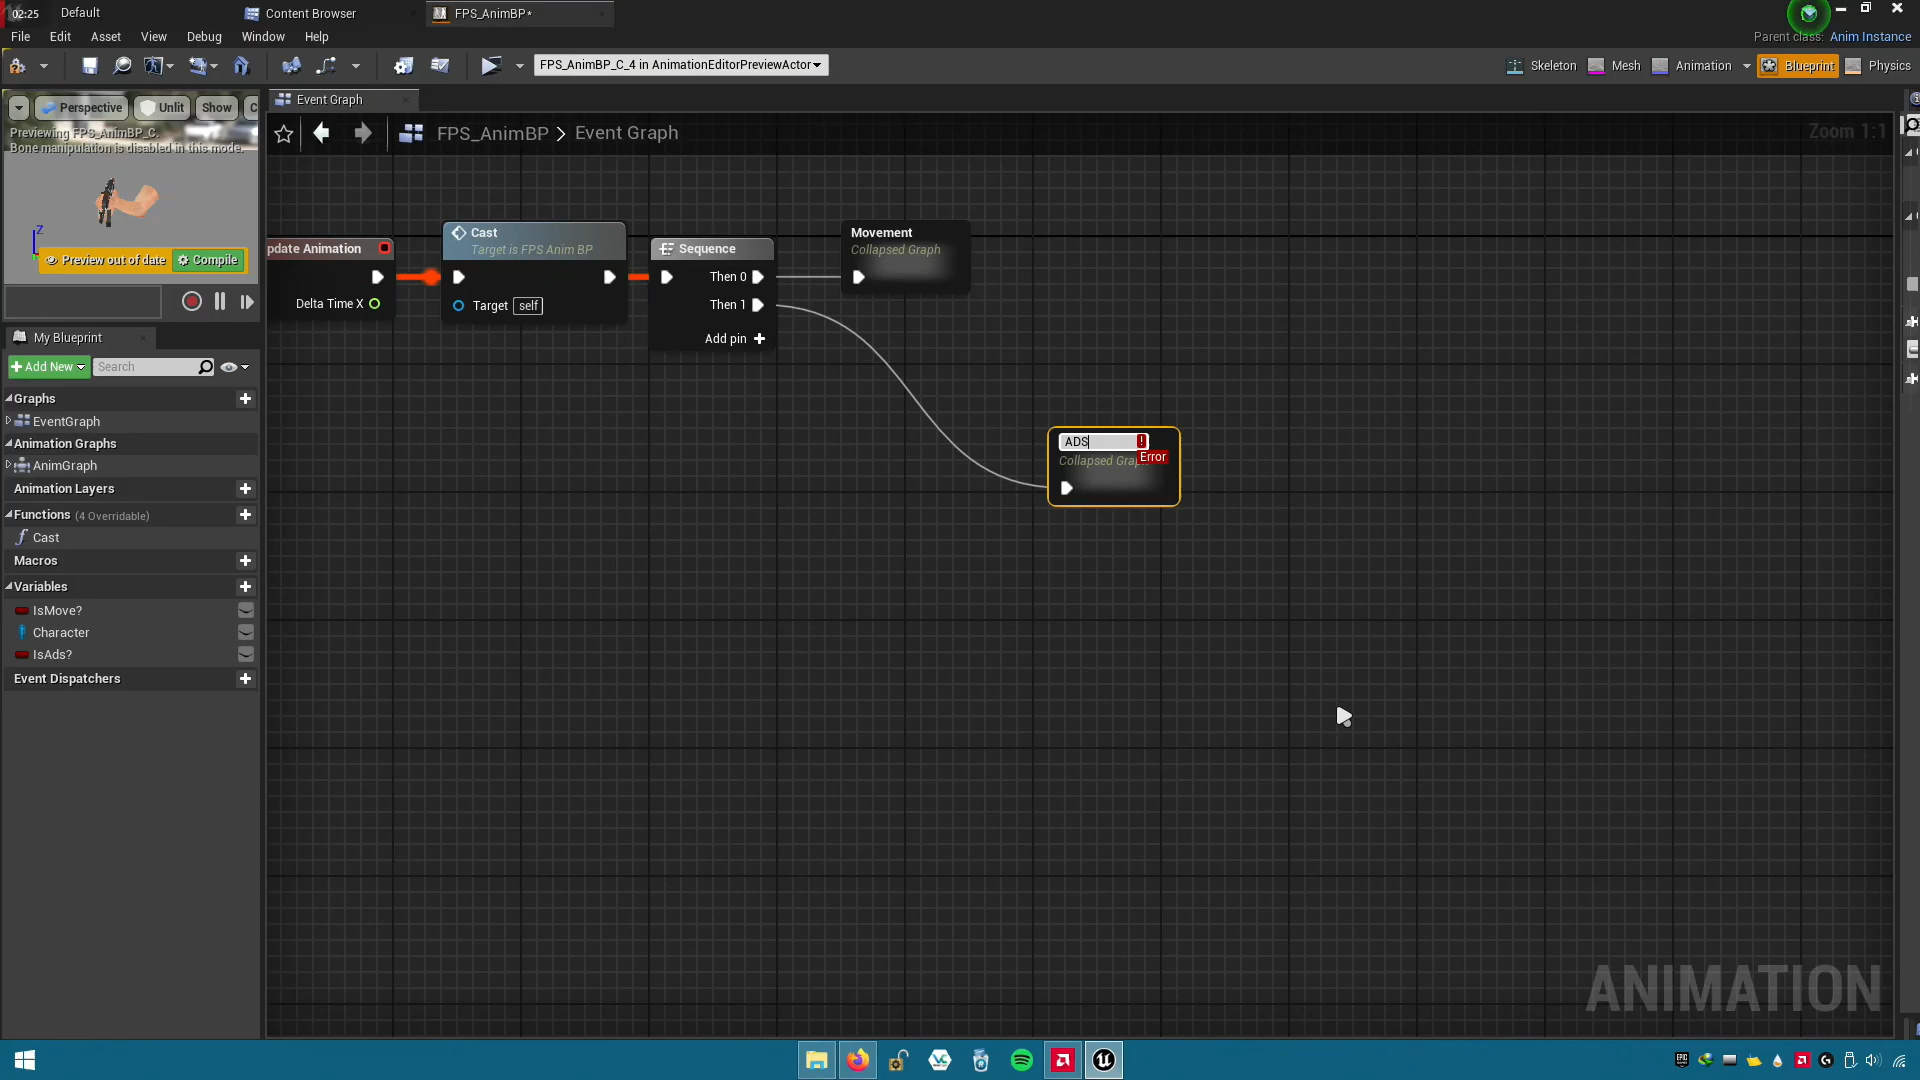 02:25
Default
Content Browser
FPS_AnimBP*
File Edit Asset View Debug Window Help
Parent class: Anim Instance
FPS_AnimBP_C_4 in AnimationEditorPreviewActor
Skeleton
Mesh
Animation
Blueprint
Physics
Perspective
Unlit
Show
C
Previewing FPS_AnimBP_C.
Bone manipulation is disabled in this mode.
Z
Preview out of date
Compile
Event Graph
FPS_AnimBP > Event Graph
Zoom 1:1
pdate Animation
Delta Time X
Cast
Target is FPS Anim BP
Target self
Sequence
Then 0
Then 1
Add pin
Movement
Collapsed Graph
ADS
!
Error
Collapsed Grap
My Blueprint
Add New
Search
Graphs
EventGraph
Animation Graphs
AnimGraph
Animation Layers
Functions (4 Overridable)
Cast
Macros
Variables
IsMove?
Character
IsAds?
Event Dispatchers
ANIMATION